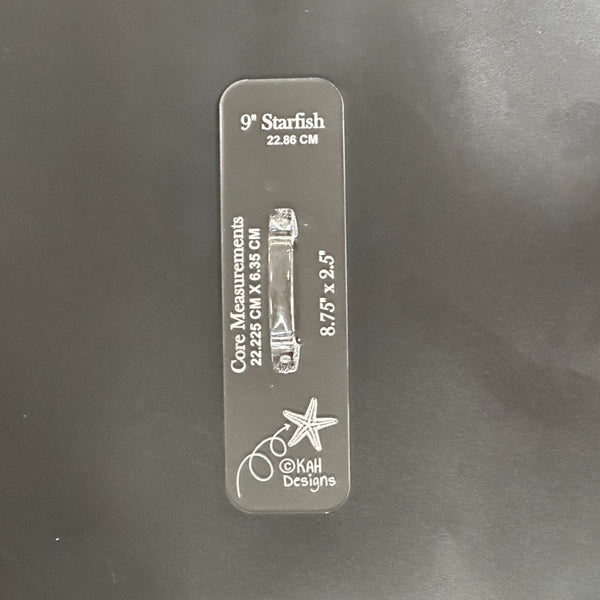 9" Starfish
22.86 CM
Core Measurements
22.225 CM X 6.35 CM
8.75" x 2.5"
©KAH
Designs